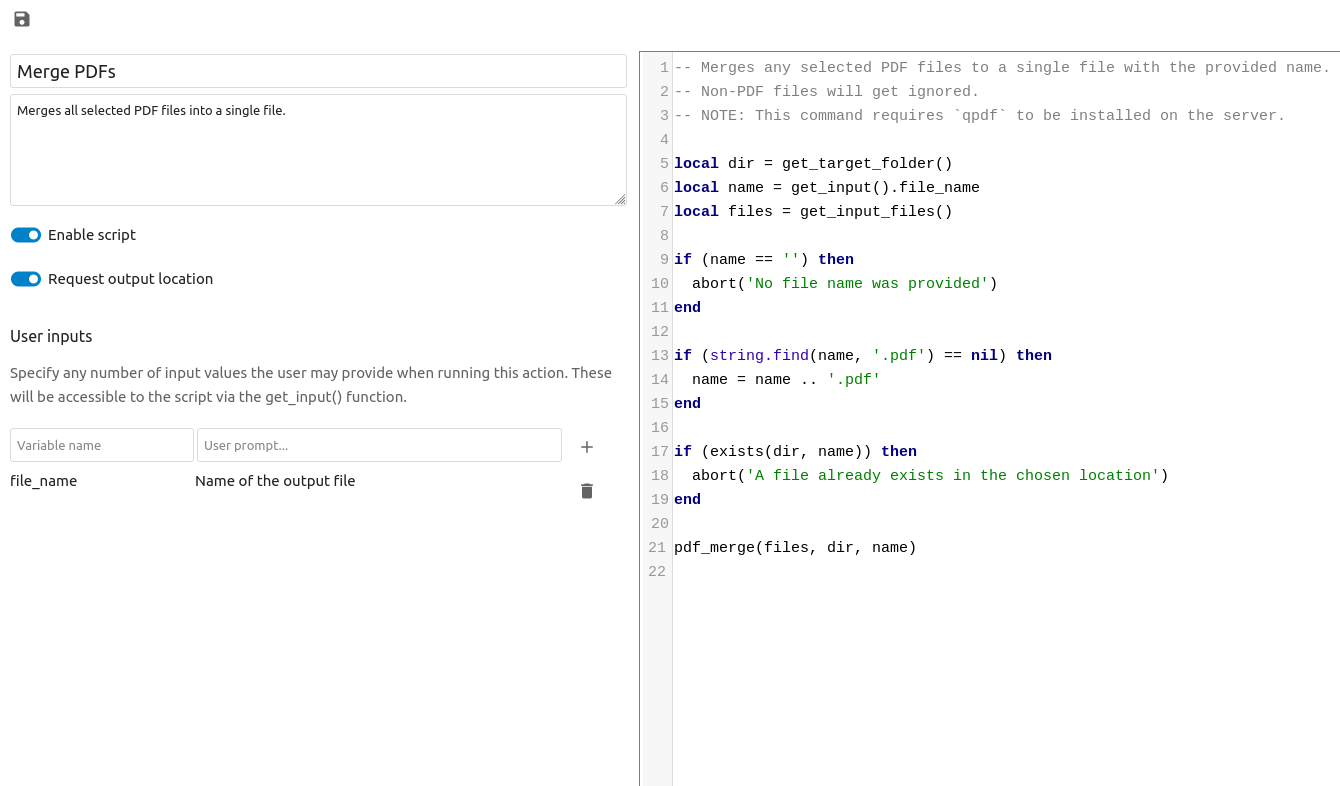 Merge PDFs
Merges all selected PDF files into a single file.
Enable script
Request output location
User inputs
Specify any number of input values the user may provide when running this action. These
will be accessible to the script via the get_input() function.
Variable name User prompt...
file_name Name of the output file
1 -- Merges any selected PDF files to a single file with the provided name.
2 -- Non-PDF files will get ignored.
3 -- NOTE: This command requires `qpdf` to be installed on the server.
4
5 local dir = get_target_folder()
6 local name = get_input().file_name
7 local files = get_input_files()
8
9 if (name == '') then
10   abort('No file name was provided')
11 end
12
13 if (string.find(name, '.pdf') == nil) then
14   name = name .. '.pdf'
15 end
16
17 if (exists(dir, name)) then
18   abort('A file already exists in the chosen location')
19 end
20
21 pdf_merge(files, dir, name)
22